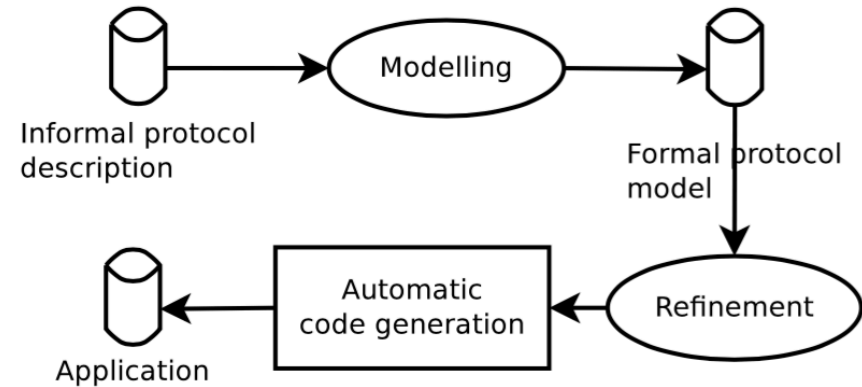 Modelling
Informal protocol
description
Formal protocol
model
Automatic
code generation
Refinement
Application